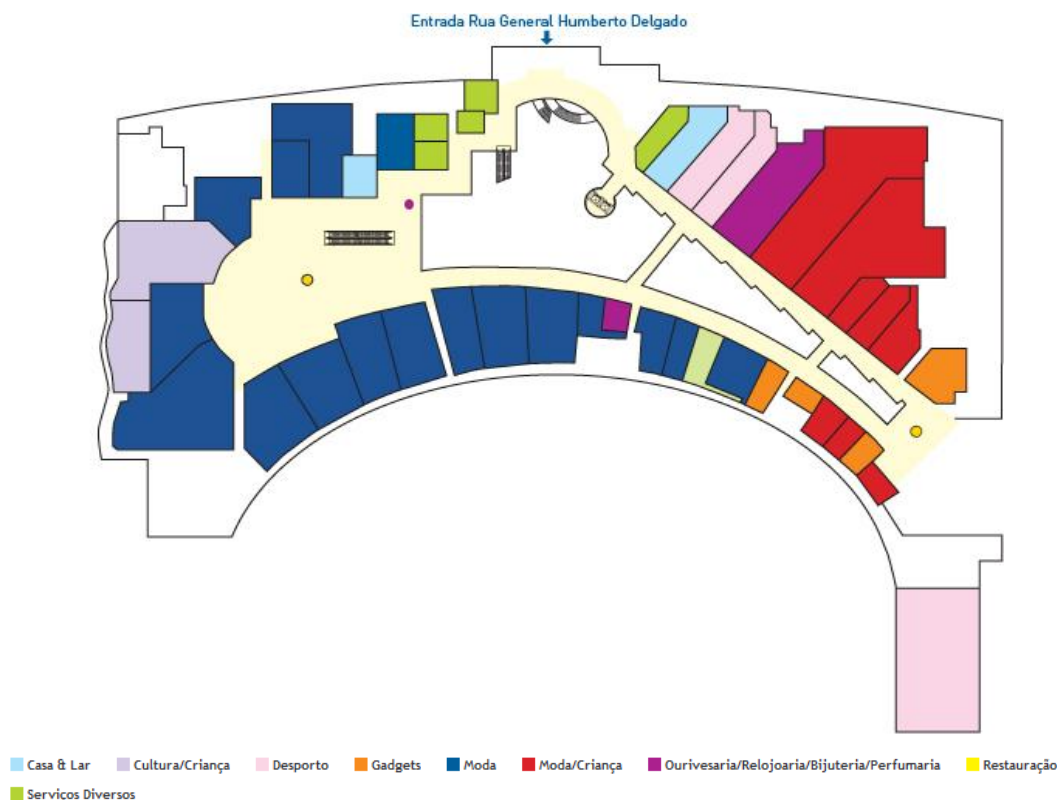 Entrada Rua General Humberto Delgado
Casa & Lar Cultura/Criança Desporto Gadgets Moda Moda/Criança Ourivesaria/Relojoaria/Bijuteria/Perfumaria Restauração
Serviços Diversos